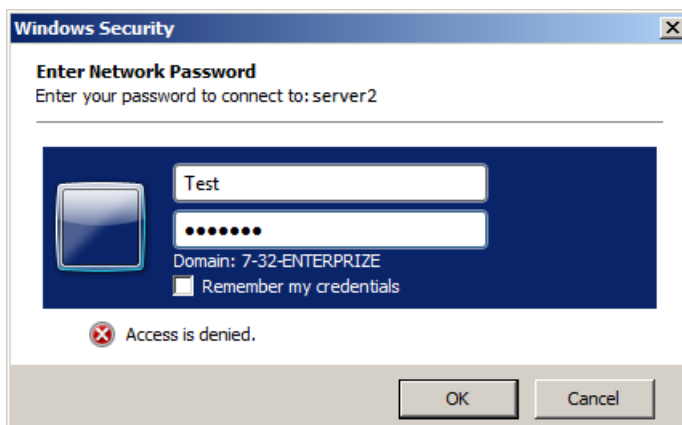 Windows Security
Enter Network Password
Enter your password to connect to: server2
Test
•••••••
Domain: 7-32-ENTERPRIZE
Remember my credentials
Access is denied.
OK
Cancel